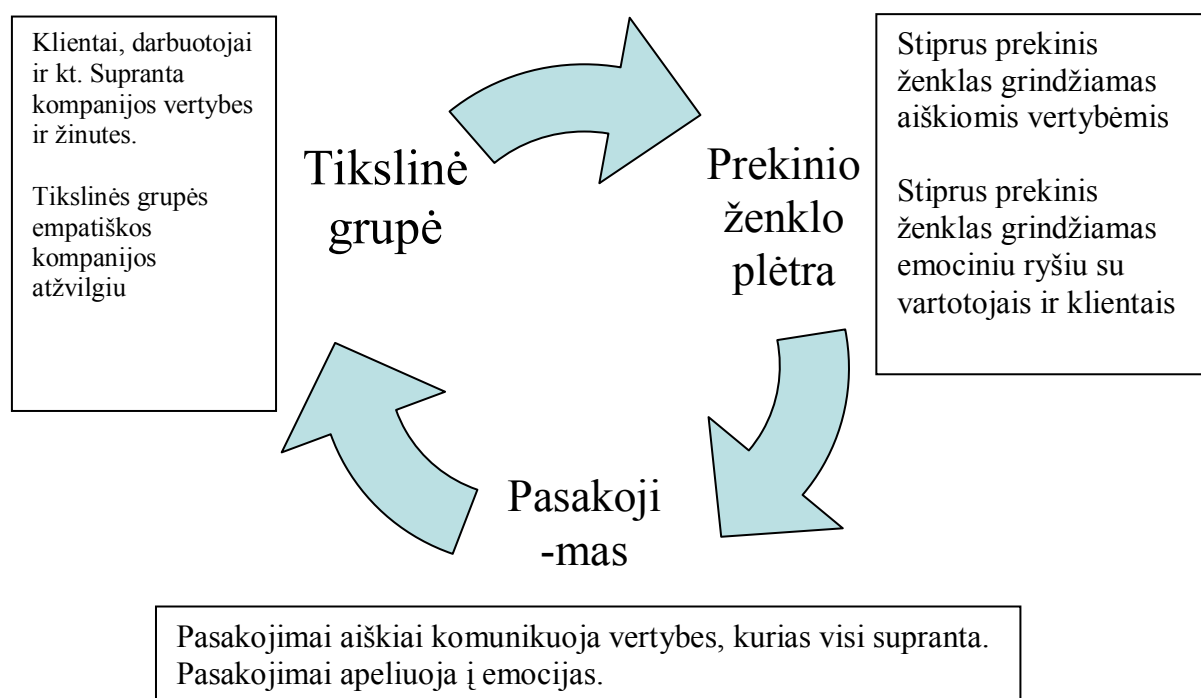 Klientai, darbuotojai
ir kt. Supranta
kompanijos vertybes
ir žinutes.
Tikslinės grupės
empatiškos
kompanijos
atžvilgiu
Tikslinė
grupė
Prekinio
ženklo
plėtra
Stiprus prekinis
ženklas grindžiamas
aiškiomis vertybėmis
Stiprus prekinis
ženklas grindžiamas
emociniu ryšiu su
vartotojais ir klientais
Pasakoji
-mas
Pasakojimai aiškiai komunikuoja vertybes, kurias visi supranta.
Pasakojimai apeliuoja į emocijas.